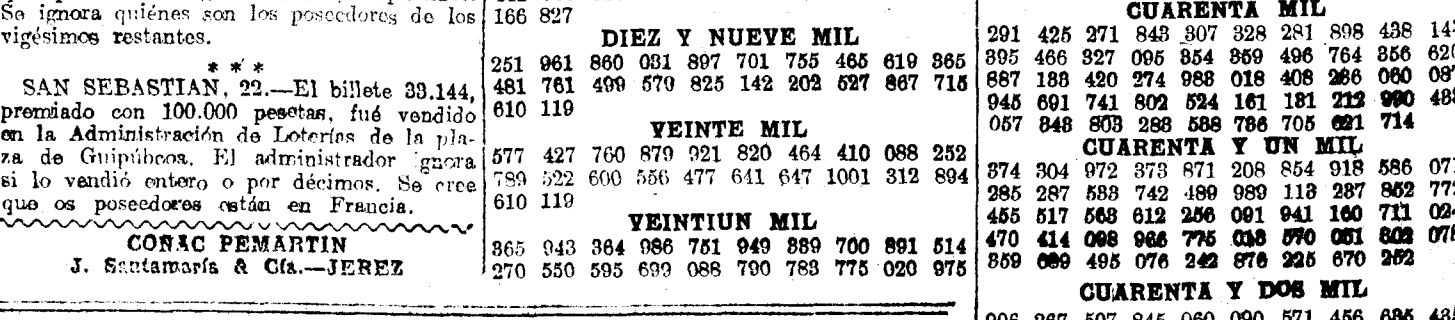 Se ignora quiénes son los poseedores de los
vigésimos restantes.
* * *
SAN SEBASTIAN, 22.—El billete 33.144,
premiado con 100.000 pesetas, fué vendido
en la Administración de Loterías de la pla-
za de Guipúbcoa. El administrador ignora
si lo vendió entero o por décimos. Se cree
que os poseedores están en Francia.
COÑAC PEMARTIN
J. Santamaría & Cía.—JEREZ
166 827
DIEZ Y NUEVE MIL
251 961 860 031 897 701 755 465 619 365
481 761 499 579 825 142 202 527 867 715
610 119
VEINTE MIL
577 427 760 879 921 820 464 410 088 252
789 522 600 556 477 641 647 1001 312 894
610 119
VEINTIUN MIL
365 943 364 986 751 949 889 760 891 514
270 550 595 699 088 790 783 775 020 975
CUARENTA MIL
291 425 271 843 307 328 281 898 438
395 466 327 095 354 359 496 764 356
887 188 420 274 988 018 408 286 060
945 691 741 802 524 161 181 212 990
057 848 803 288 588 786 705 621 714
CUARENTA Y UN MIL
374 304 972 373 871 208 854 918 586
285 287 533 742 489 989 113 287 852
455 517 568 612 256 091 941 160 711
470 414 098 966 775 018 570 051 802
859 689 495 076 242 876 225 670 252
CUARENTA Y DOS MIL